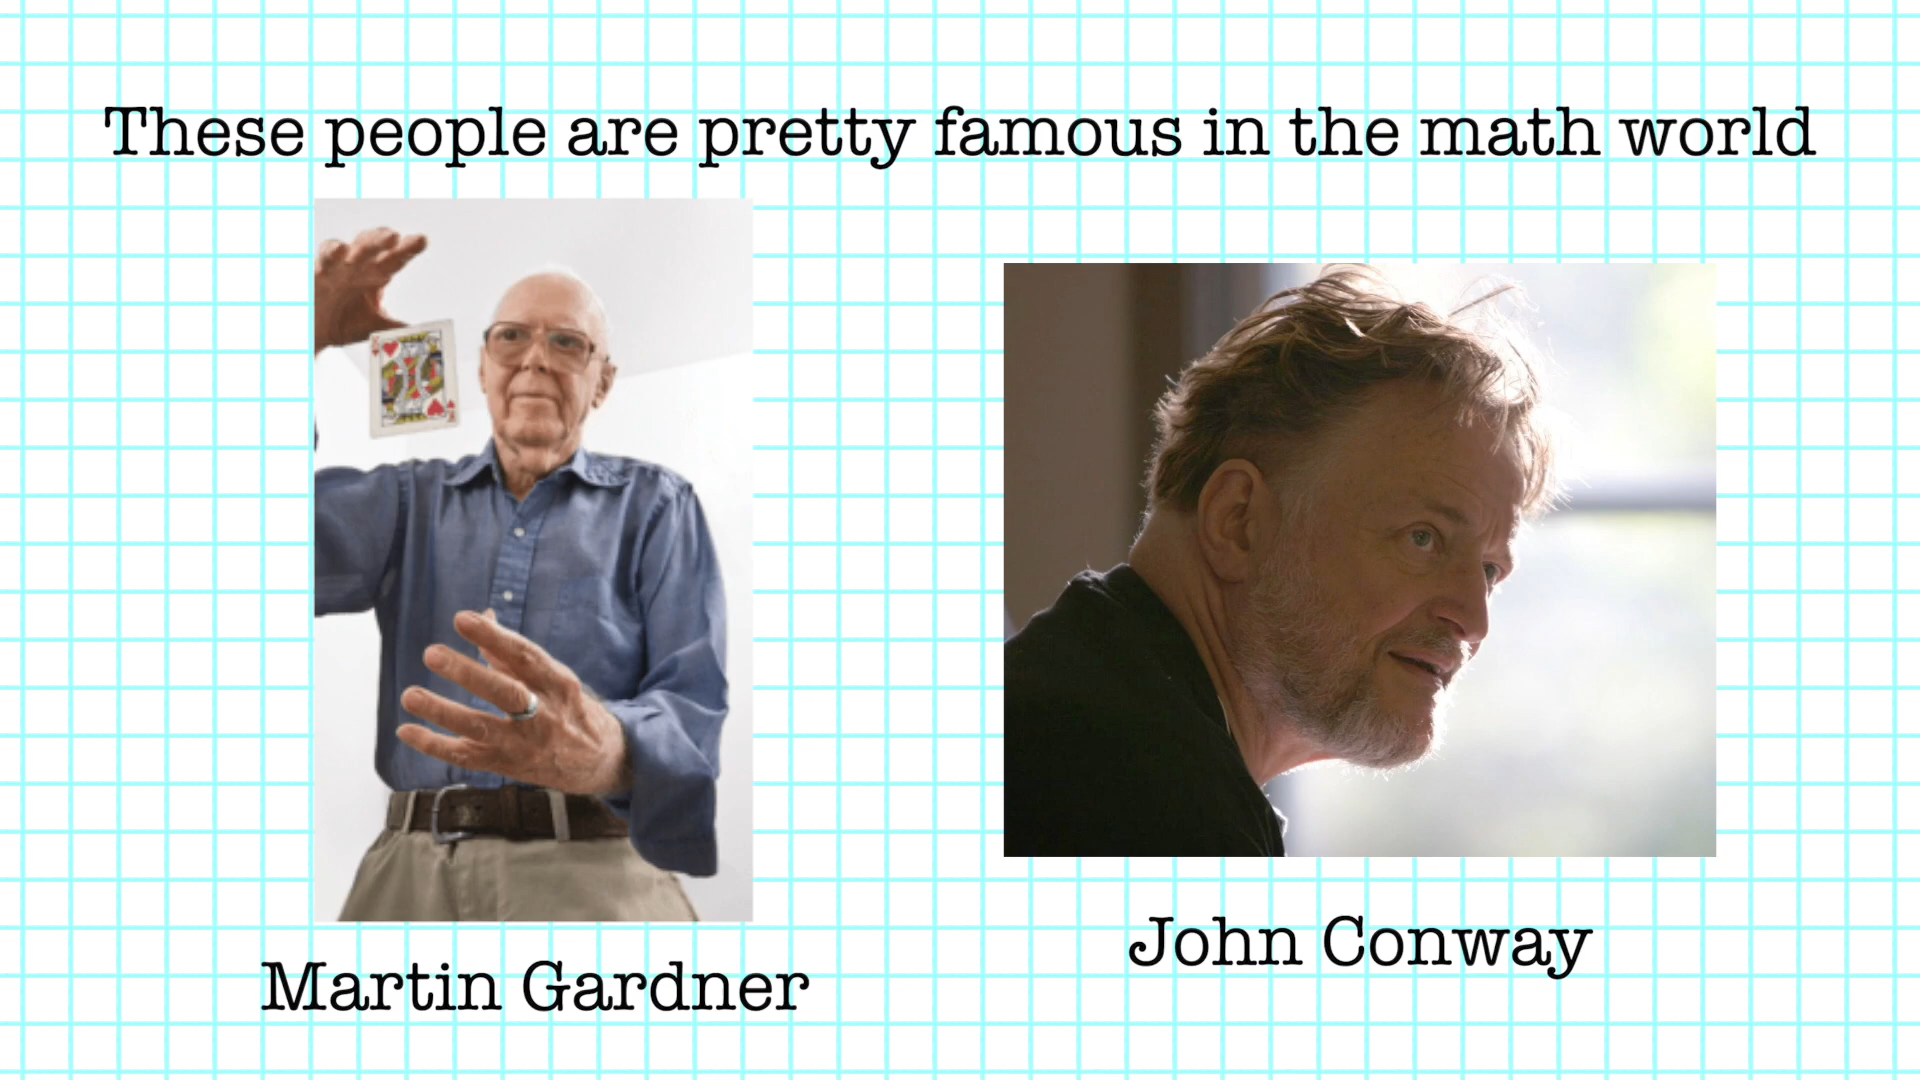 These people are pretty famous in the math world
Martin Gardner
John Conway